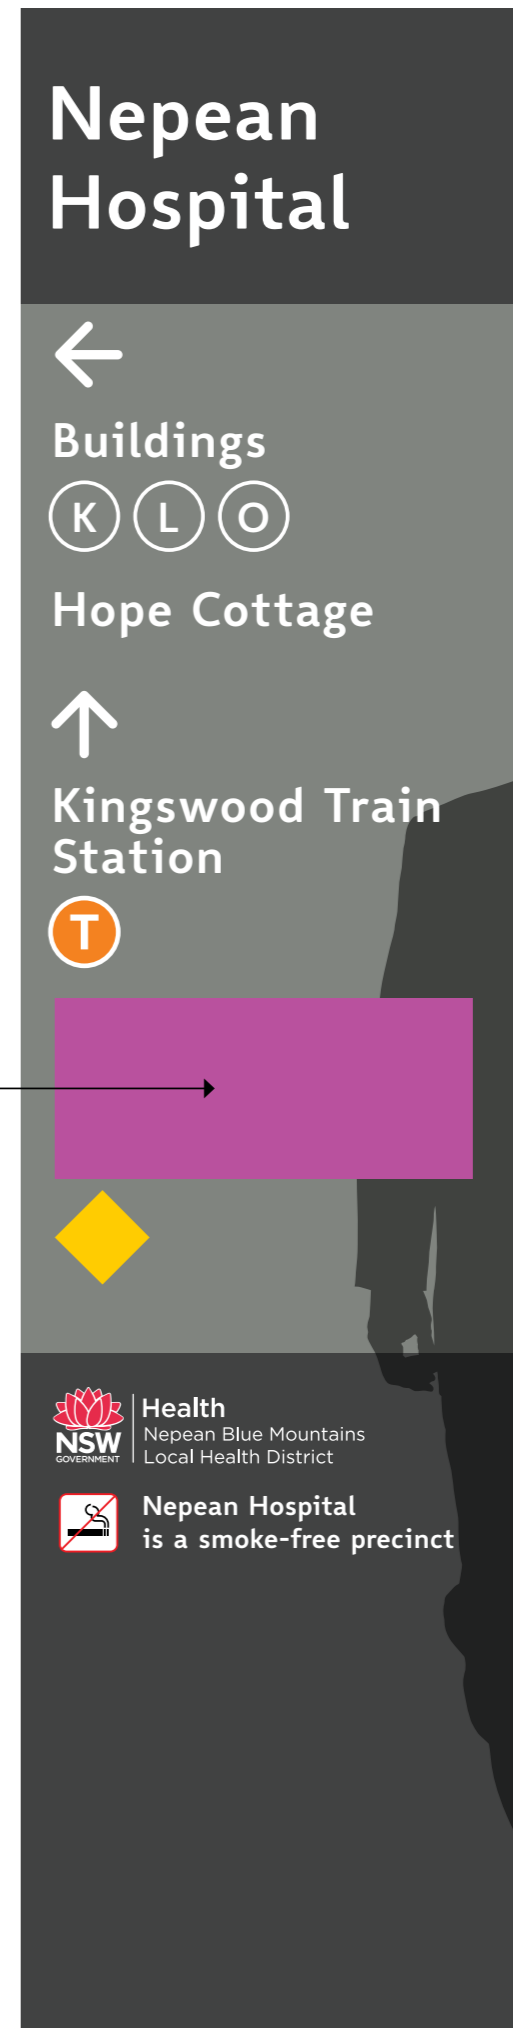 Nepean
Hospital
←
Buildings
K L O
Hope Cottage
↑
Kingswood Train
Station
T
NSW
GOVERNMENT
Health
Nepean Blue Mountains
Local Health District
Nepean Hospital
is a smoke-free precinct